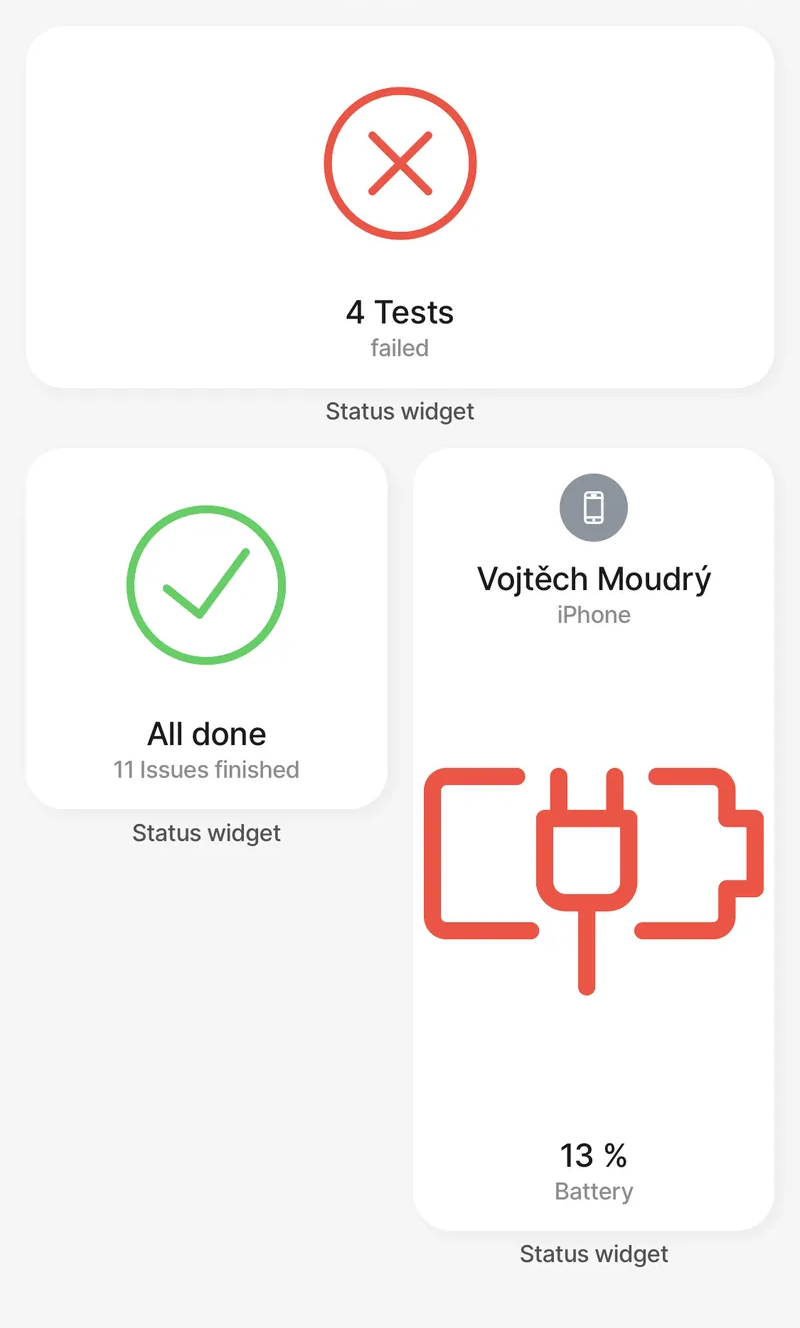 4 Tests
failed
Status widget
All done
11 Issues finished
Status widget
Vojtěch Moudrý
iPhone
13 %
Battery
Status widget